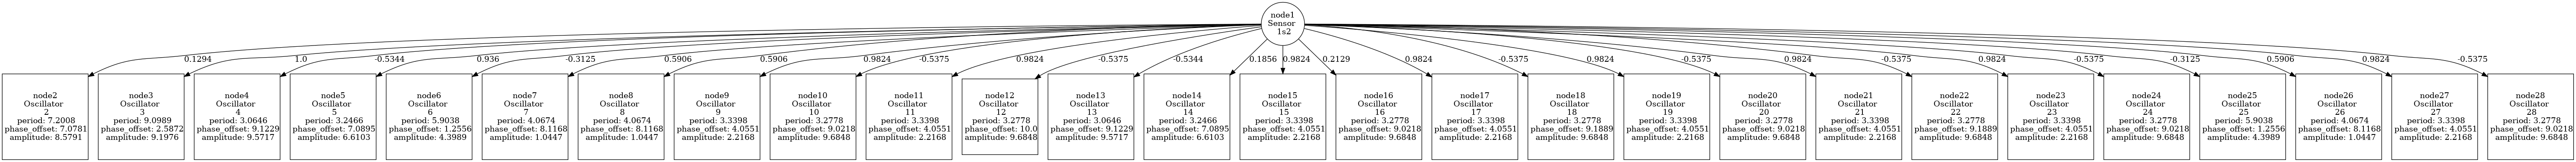 node1
Sensor
1s2
0.1294
1.0
-0.5344
0.936
-0.3125
0.5906
0.5906
0.9824
-0.5375
0.9824
-0.5375
-0.5344
0.1856
0.9824
0.2129
0.9824
-0.5375
0.9824
-0.5375
0.9824
-0.5375
0.9824
-0.5375
-0.3125
0.5906
0.9824
-0.5375
node2
Oscillator
2
period: 7.2008
phase_offset: 7.0781
amplitude: 8.5791
node3
Oscillator
3
period: 9.0989
phase_offset: 2.5872
amplitude: 9.1976
node4
Oscillator
4
period: 3.0646
phase_offset: 9.1229
amplitude: 9.5717
node5
Oscillator
5
period: 3.2466
phase_offset: 7.0895
amplitude: 6.6103
node6
Oscillator
6
period: 5.9038
phase_offset: 1.2556
amplitude: 4.3989
node7
Oscillator
7
period: 4.0674
phase_offset: 8.1168
amplitude: 1.0447
node8
Oscillator
8
period: 4.0674
phase_offset: 8.1168
amplitude: 1.0447
node9
Oscillator
9
period: 3.3398
phase_offset: 4.0551
amplitude: 2.2168
node10
Oscillator
10
period: 3.2778
phase_offset: 9.0218
amplitude: 9.6848
node11
Oscillator
11
period: 3.3398
phase_offset: 4.0551
amplitude: 2.2168
node12
Oscillator
12
period: 3.2778
phase_offset: 10.0
amplitude: 9.6848
node13
Oscillator
13
period: 3.0646
phase_offset: 9.1229
amplitude: 9.5717
node14
Oscillator
14
period: 3.2466
phase_offset: 7.0895
amplitude: 6.6103
node15
Oscillator
15
period: 3.3398
phase_offset: 4.0551
amplitude: 2.2168
node16
Oscillator
16
period: 3.2778
phase_offset: 9.0218
amplitude: 9.6848
node17
Oscillator
17
period: 3.3398
phase_offset: 4.0551
amplitude: 2.2168
node18
Oscillator
18
period: 3.2778
phase_offset: 9.1889
amplitude: 9.6848
node19
Oscillator
19
period: 3.3398
phase_offset: 4.0551
amplitude: 2.2168
node20
Oscillator
20
period: 3.2778
phase_offset: 9.0218
amplitude: 9.6848
node21
Oscillator
21
period: 3.3398
phase_offset: 4.0551
amplitude: 2.2168
node22
Oscillator
22
period: 3.2778
phase_offset: 9.1889
amplitude: 9.6848
node23
Oscillator
23
period: 3.3398
phase_offset: 4.0551
amplitude: 2.2168
node24
Oscillator
24
period: 3.2778
phase_offset: 9.0218
amplitude: 9.6848
node25
Oscillator
25
period: 5.9038
phase_offset: 1.2556
amplitude: 4.3989
node26
Oscillator
26
period: 4.0674
phase_offset: 8.1168
amplitude: 1.0447
node27
Oscillator
27
period: 3.3398
phase_offset: 4.0551
amplitude: 2.2168
node28
Oscillator
28
period: 3.2778
phase_offset: 9.0218
amplitude: 9.6848